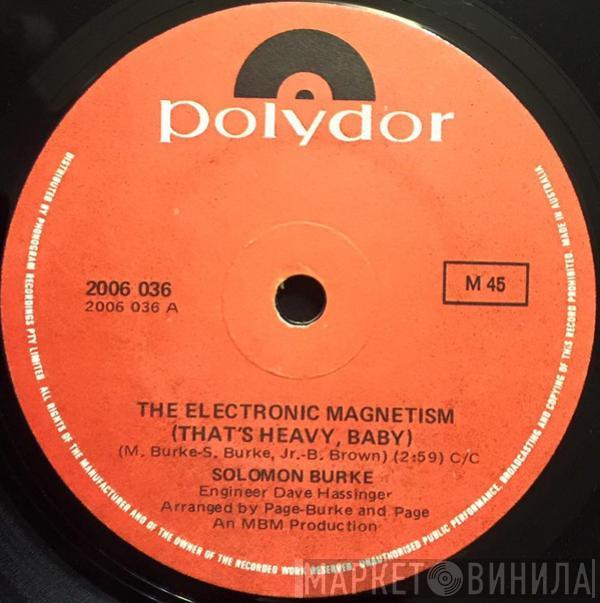 polydor
2006 036
2006 036 A
M 45
THE ELECTRONIC MAGNETISM
(THAT'S HEAVY, BABY)
(M. Burke-S. Burke, Jr.-B. Brown) (2:59) C/C
SOLOMON BURKE
Engineer Dave Hassinger
Arranged by Page-Burke and Page
An MBM Production
DISTRIBUTED BY PHONOGRAM RECORDINGS PTY LIMITED. ALL RIGHTS OF THE MANUFACTURER AND OF THE OWNER OF THE RECORDED WORK RESERVED. UNAUTHORISED PUBLIC PERFORMANCE, BROADCASTING AND COPYING OF THIS RECORD PROHIBITED. MADE IN AUSTRALIA
МАРКЕТ ВИНИЛА